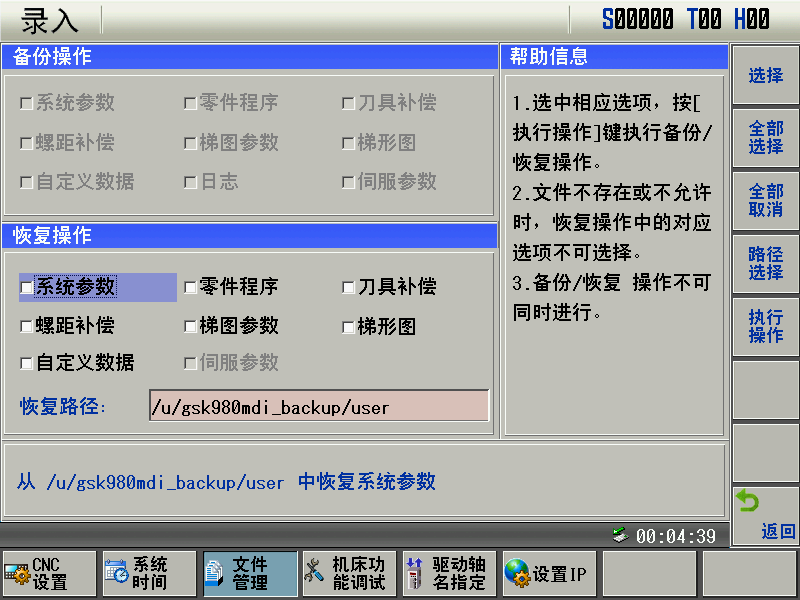 录入
S00000 T00 H00
备份操作
系统参数 零件程序 刀具补偿
螺距补偿 梯图参数 梯形图
自定义数据 日志 伺服参数
恢复操作
系统参数 零件程序 刀具补偿
螺距补偿 梯图参数 梯形图
自定义数据 伺服参数
恢复路径: /u/gsk980mdi_backup/user
从 /u/gsk980mdi_backup/user 中恢复系统参数
帮助信息
1.选中相应选项，按[
执行操作]键执行备份/
恢复操作。
2.文件不存在或不允许
时，恢复操作中的对应
选项不可选择。
3.备份/恢复 操作不可
同时进行。
选择
全部
选择
全部
取消
路径
选择
执行
操作
返回
00:04:39
CNC
设置
系统
时间
文件
管理
机床功
能调试
驱动轴
名指定
设置IP